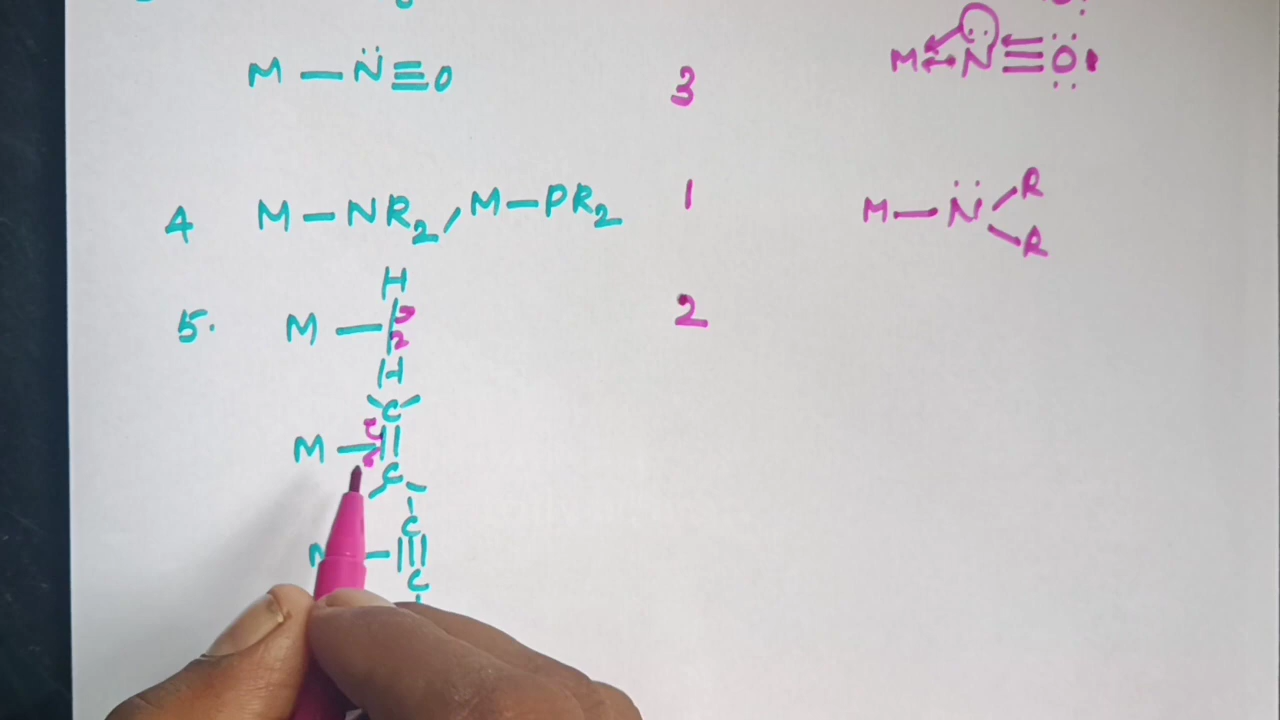 M — N̈ ≡ O 3 M ↔ N̈ ≡ O
4 M — NR₂, M — PR₂ 1 M — N̈
R
R
5. M — 2
H
H
M —
C
C
—
C
C